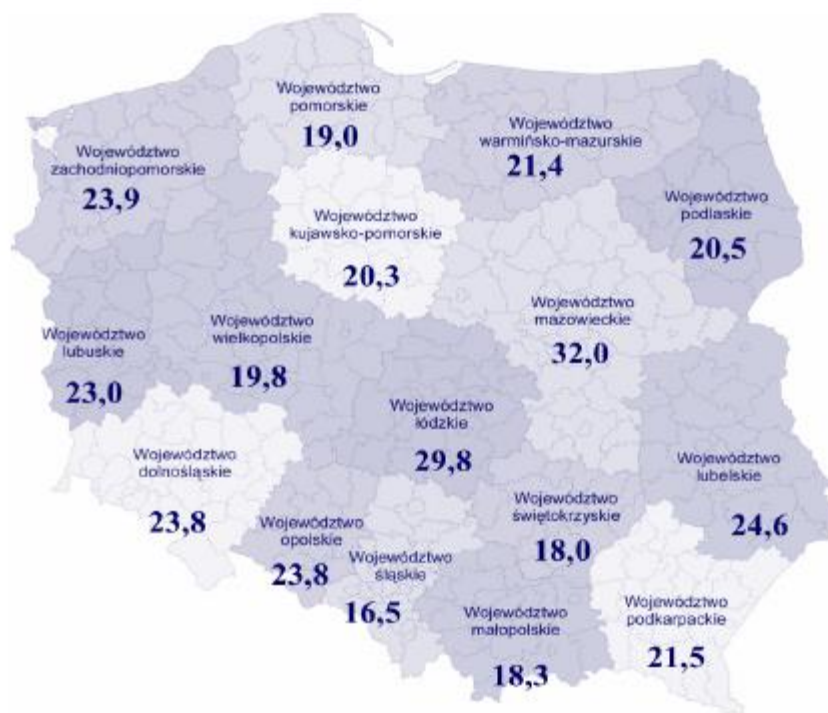 Województwo
pomorskie
19,0
Województwo
warmińsko-mazurskie
21,4
Województwo
zachodniopomorskie
23,9
Województwo
podlaskie
20,5
Województwo
kujawsko-pomorskie
20,3
Województwo
mazowieckie
32,0
Województwo
lubuskie
23,0
Województwo
wielkopolskie
19,8
Województwo
łódzkie
29,8
Województwo
dolnośląskie
23,8
Województwo
lubelskie
24,6
Województwo
opolskie
23,8
Województwo
śląskie
16,5
Województwo
świętokrzyskie
18,0
Województwo
małopolskie
18,3
Województwo
podkarpackie
21,5